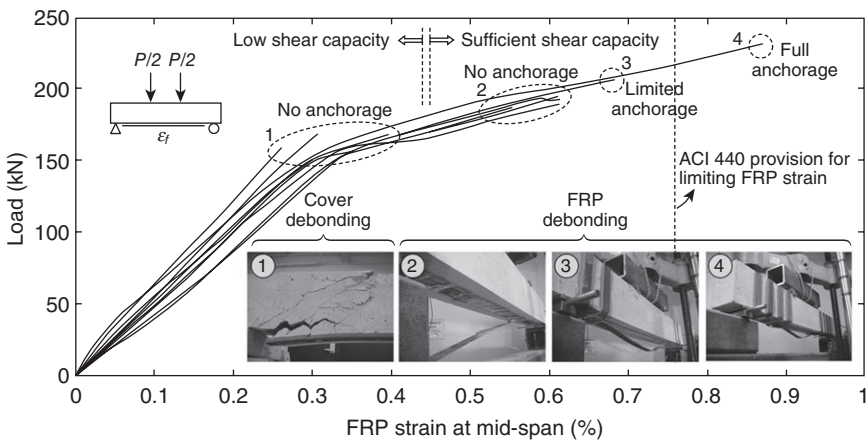 250
200
150
100
50
0
Load (kN)
P/2 P/2
εf
Low shear capacity
Sufficient shear capacity
No anchorage
1
No anchorage
2
3
Limited
anchorage
4
Full
anchorage
ACI 440 provision for
limiting FRP strain
Cover
debonding
FRP
debonding
1
2
3
4
0 0.1 0.2 0.3 0.4 0.5 0.6 0.7 0.8 0.9 1
FRP strain at mid-span (%)